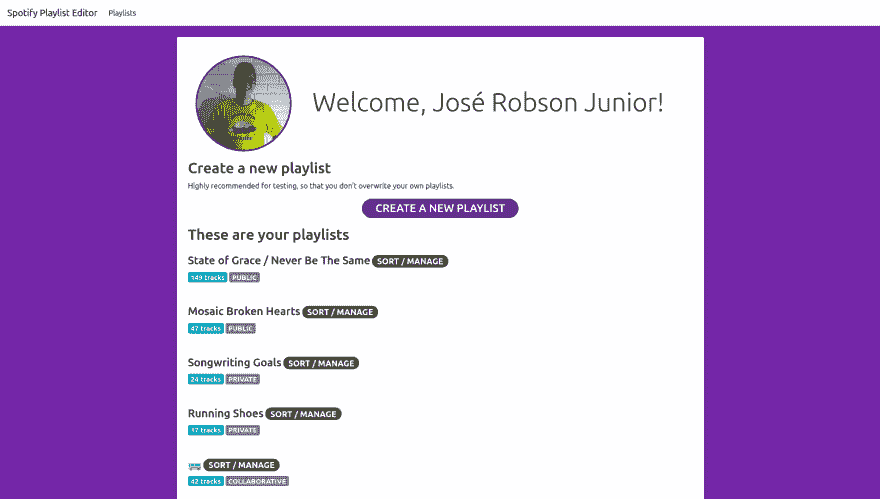 Spotify Playlist Editor Playlists
Welcome, José Robson Junior!
Create a new playlist
Highly recommended for testing, so that you don't overwrite your own playlists.
CREATE A NEW PLAYLIST
These are your playlists
State of Grace / Never Be The Same SORT / MANAGE
149 tracks PUBLIC
Mosaic Broken Hearts SORT / MANAGE
47 tracks PUBLIC
Songwriting Goals SORT / MANAGE
24 tracks PRIVATE
Running Shoes SORT / MANAGE
17 tracks PRIVATE
SORT / MANAGE
42 tracks COLLABORATIVE